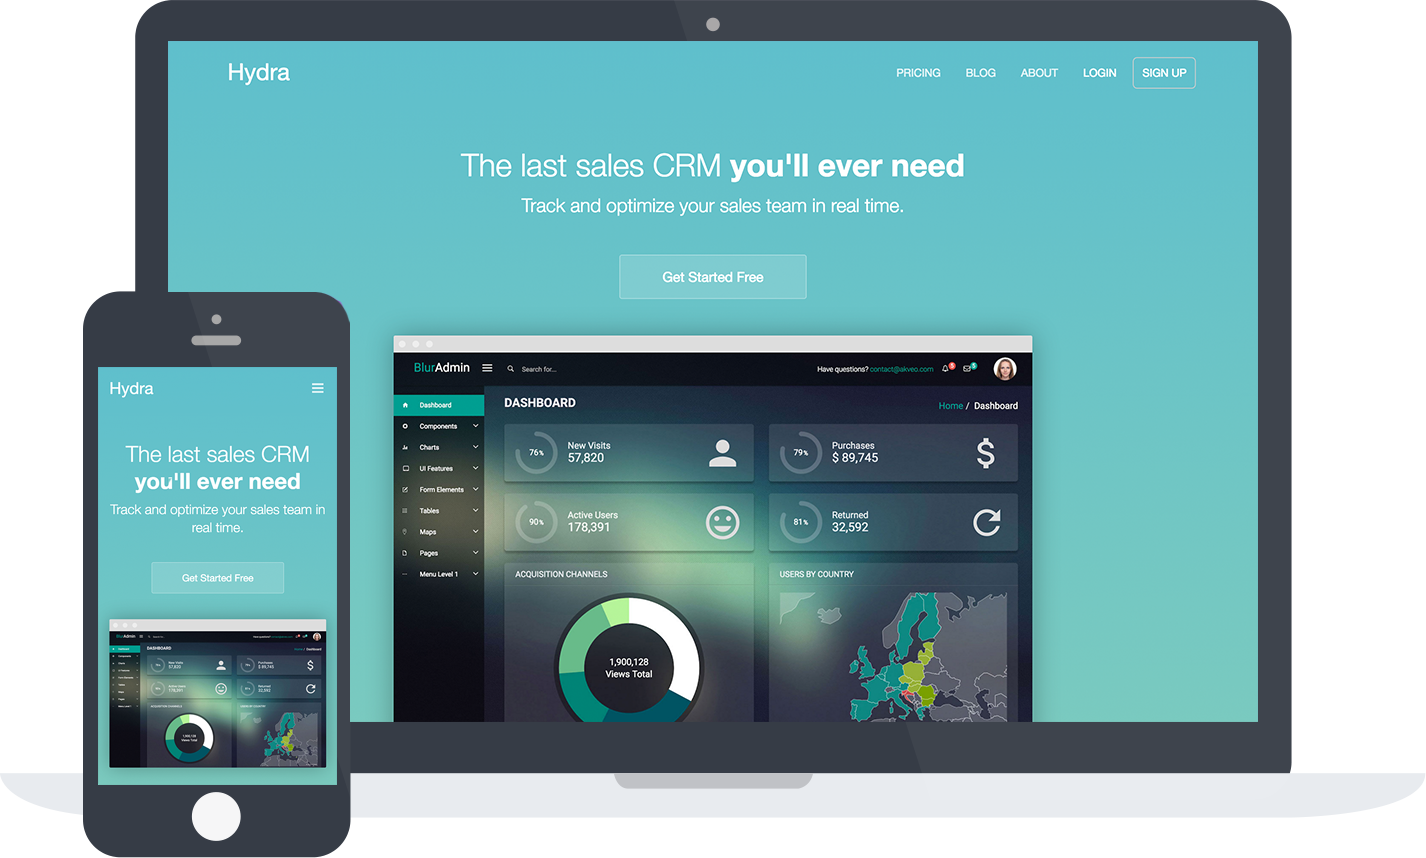 Hydra
PRICING BLOG ABOUT LOGIN SIGN UP
The last sales CRM you'll ever need
Track and optimize your sales team in real time.
Get Started Free
BlurAdmin Search for... Have questions? contact@akveo.com 5 5
Dashboard
Components
Charts
UI Features
Form Elements
Tables
Maps
Pages
Menu Level 1
DASHBOARD
Home / Dashboard
76% New Visits
57,820
79% Purchases
$ 89,745
$
90% Active Users
178,391
81% Returned
32,592
ACQUISITION CHANNELS
1,900,128
Views Total
USERS BY COUNTRY
Hydra
The last sales CRM
you'll ever need
Track and optimize your sales team in
real time.
Get Started Free
BlurAdmin
DASHBOARD
New Visits
57,820
Purchases
$ 89,745
$
Active Users
178,391
Returned
32,592
ACQUISITION CHANNELS
1,900,128
Views Total
USERS BY COUNTRY